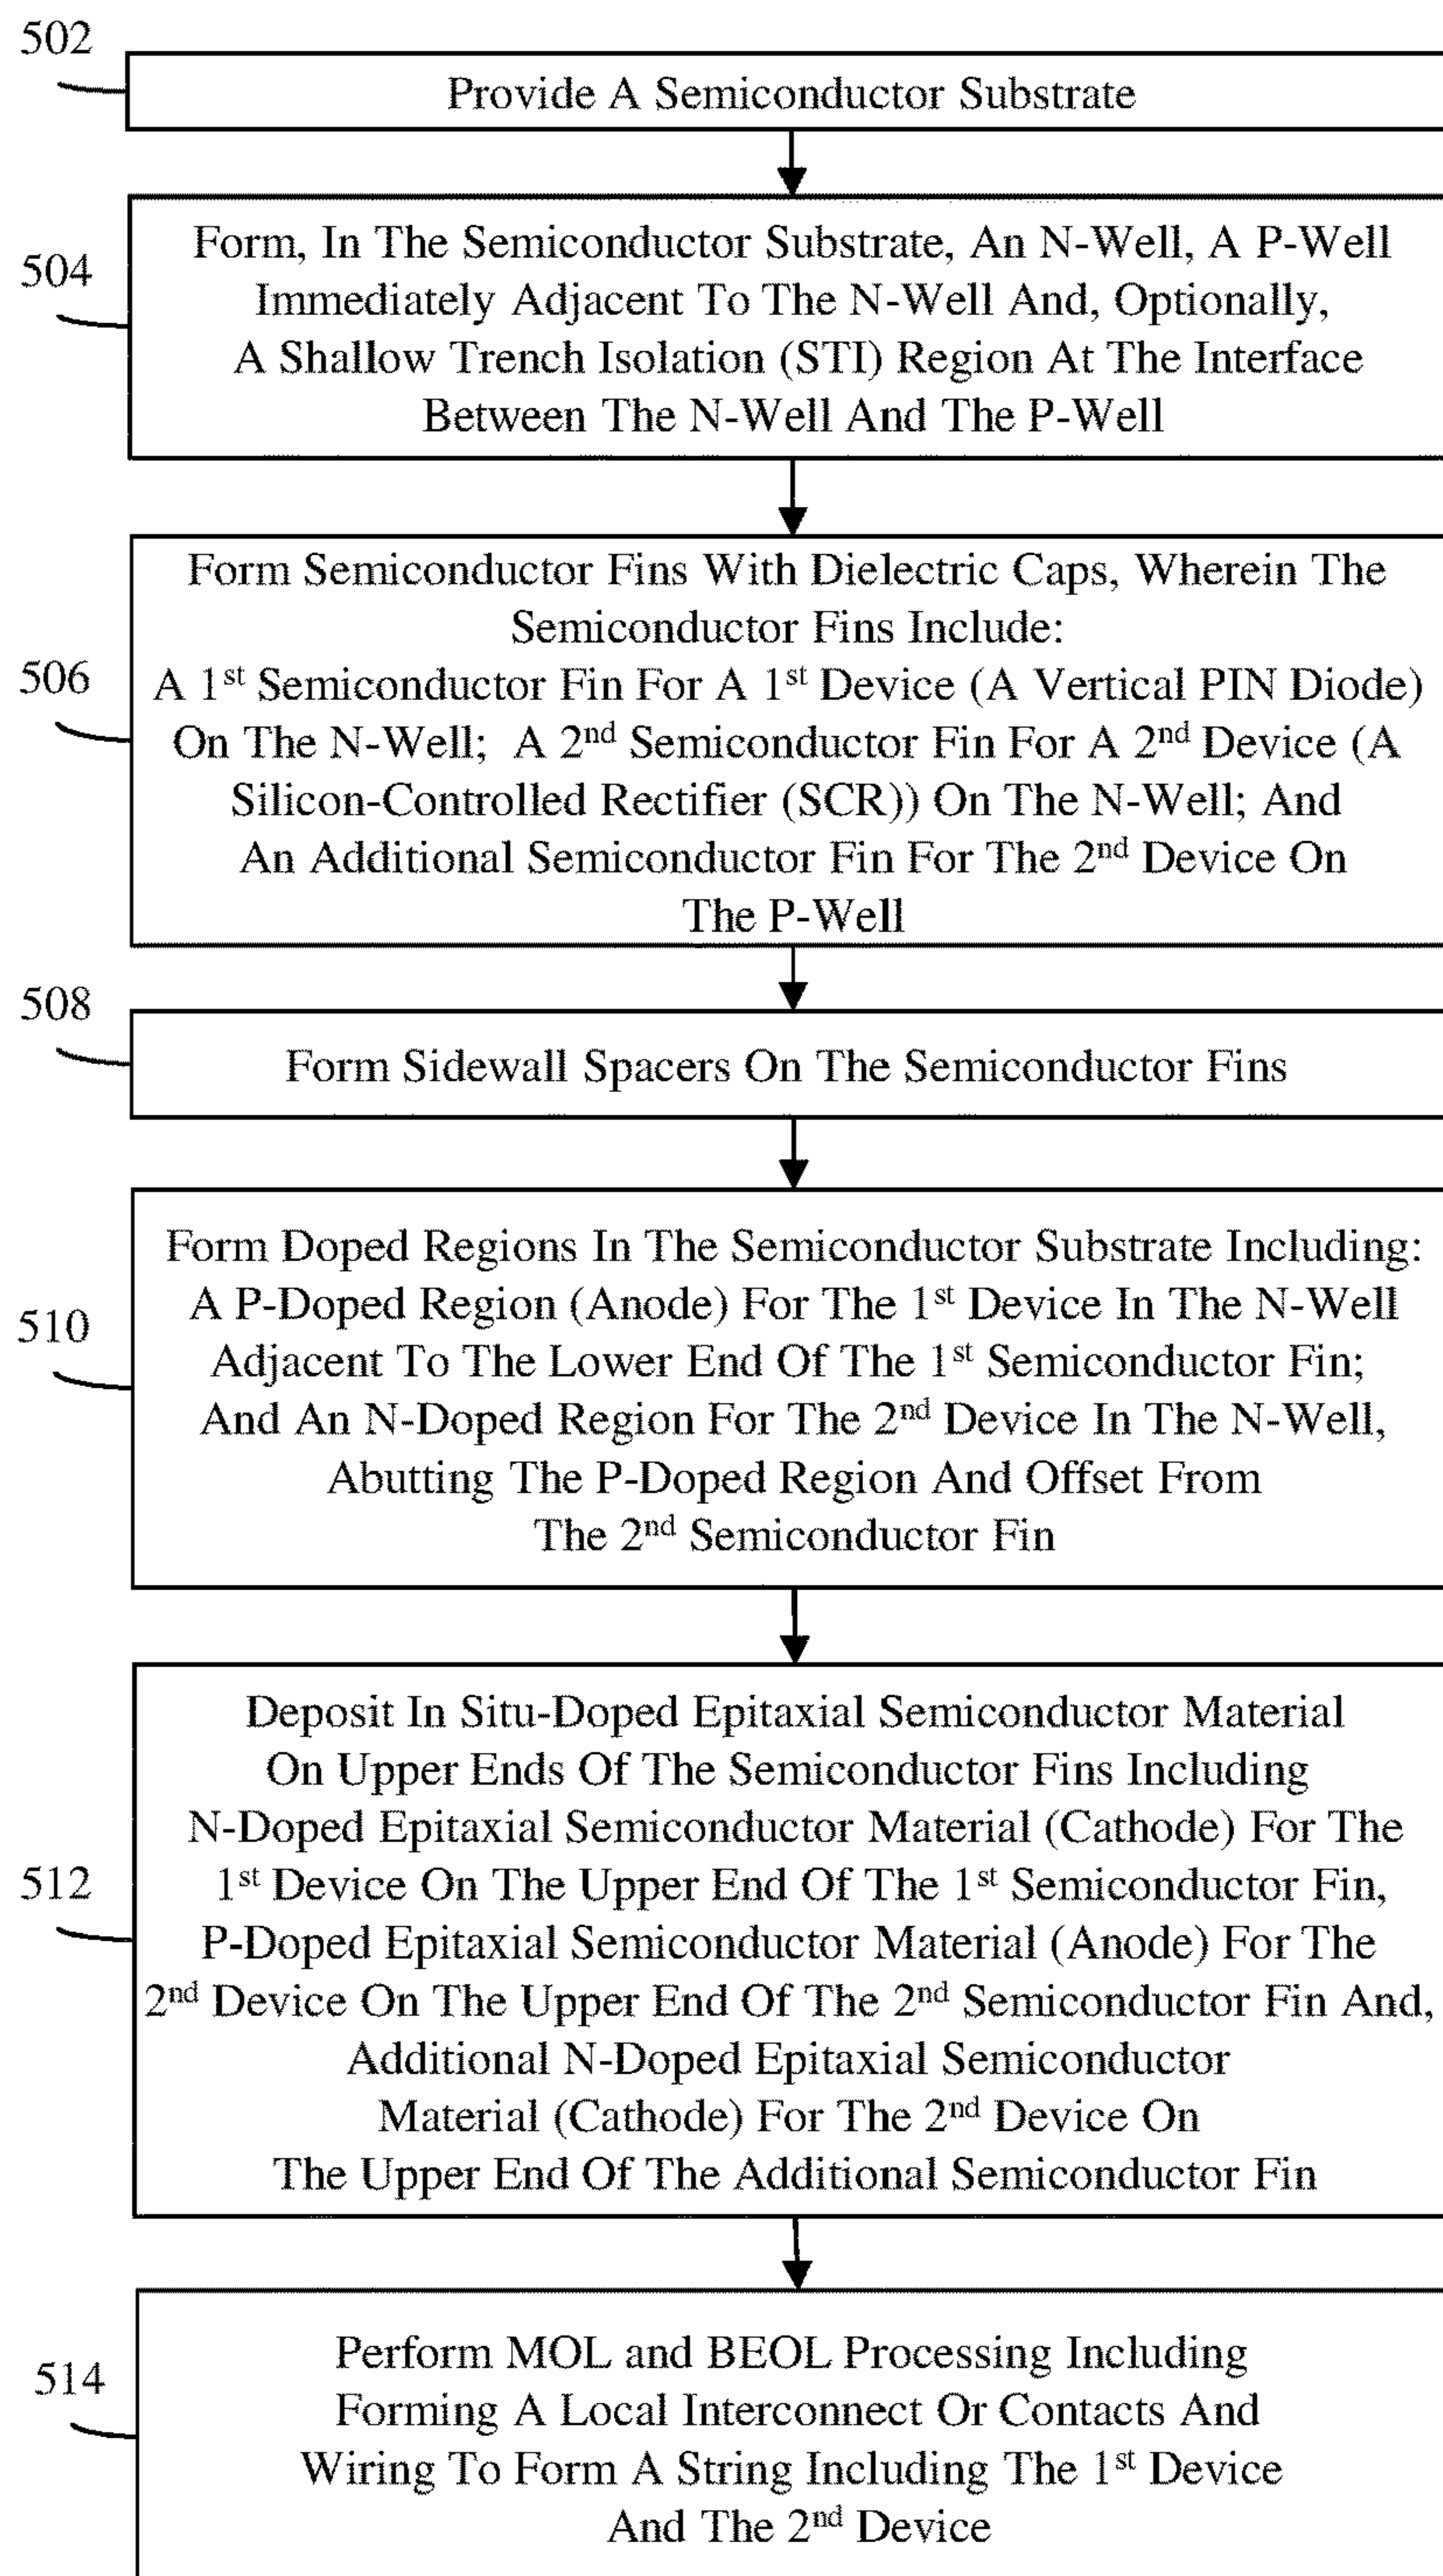 502
Provide A Semiconductor Substrate
504
Form, In The Semiconductor Substrate, An N-Well, A P-Well
Immediately Adjacent To The N-Well And, Optionally,
A Shallow Trench Isolation (STI) Region At The Interface
Between The N-Well And The P-Well
506
Form Semiconductor Fins With Dielectric Caps, Wherein The
Semiconductor Fins Include:
A 1st Semiconductor Fin For A 1st Device (A Vertical PIN Diode)
On The N-Well; A 2nd Semiconductor Fin For A 2nd Device (A
Silicon-Controlled Rectifier (SCR)) On The N-Well; And
An Additional Semiconductor Fin For The 2nd Device On
The P-Well
508
Form Sidewall Spacers On The Semiconductor Fins
510
Form Doped Regions In The Semiconductor Substrate Including:
A P-Doped Region (Anode) For The 1st Device In The N-Well
Adjacent To The Lower End Of The 1st Semiconductor Fin;
And An N-Doped Region For The 2nd Device In The N-Well,
Abutting The P-Doped Region And Offset From
The 2nd Semiconductor Fin
512
Deposit In Situ-Doped Epitaxial Semiconductor Material
On Upper Ends Of The Semiconductor Fins Including
N-Doped Epitaxial Semiconductor Material (Cathode) For The
1st Device On The Upper End Of The 1st Semiconductor Fin,
P-Doped Epitaxial Semiconductor Material (Anode) For The
2nd Device On The Upper End Of The 2nd Semiconductor Fin And,
Additional N-Doped Epitaxial Semiconductor
Material (Cathode) For The 2nd Device On
The Upper End Of The Additional Semiconductor Fin
514
Perform MOL and BEOL Processing Including
Forming A Local Interconnect Or Contacts And
Wiring To Form A String Including The 1st Device
And The 2nd Device